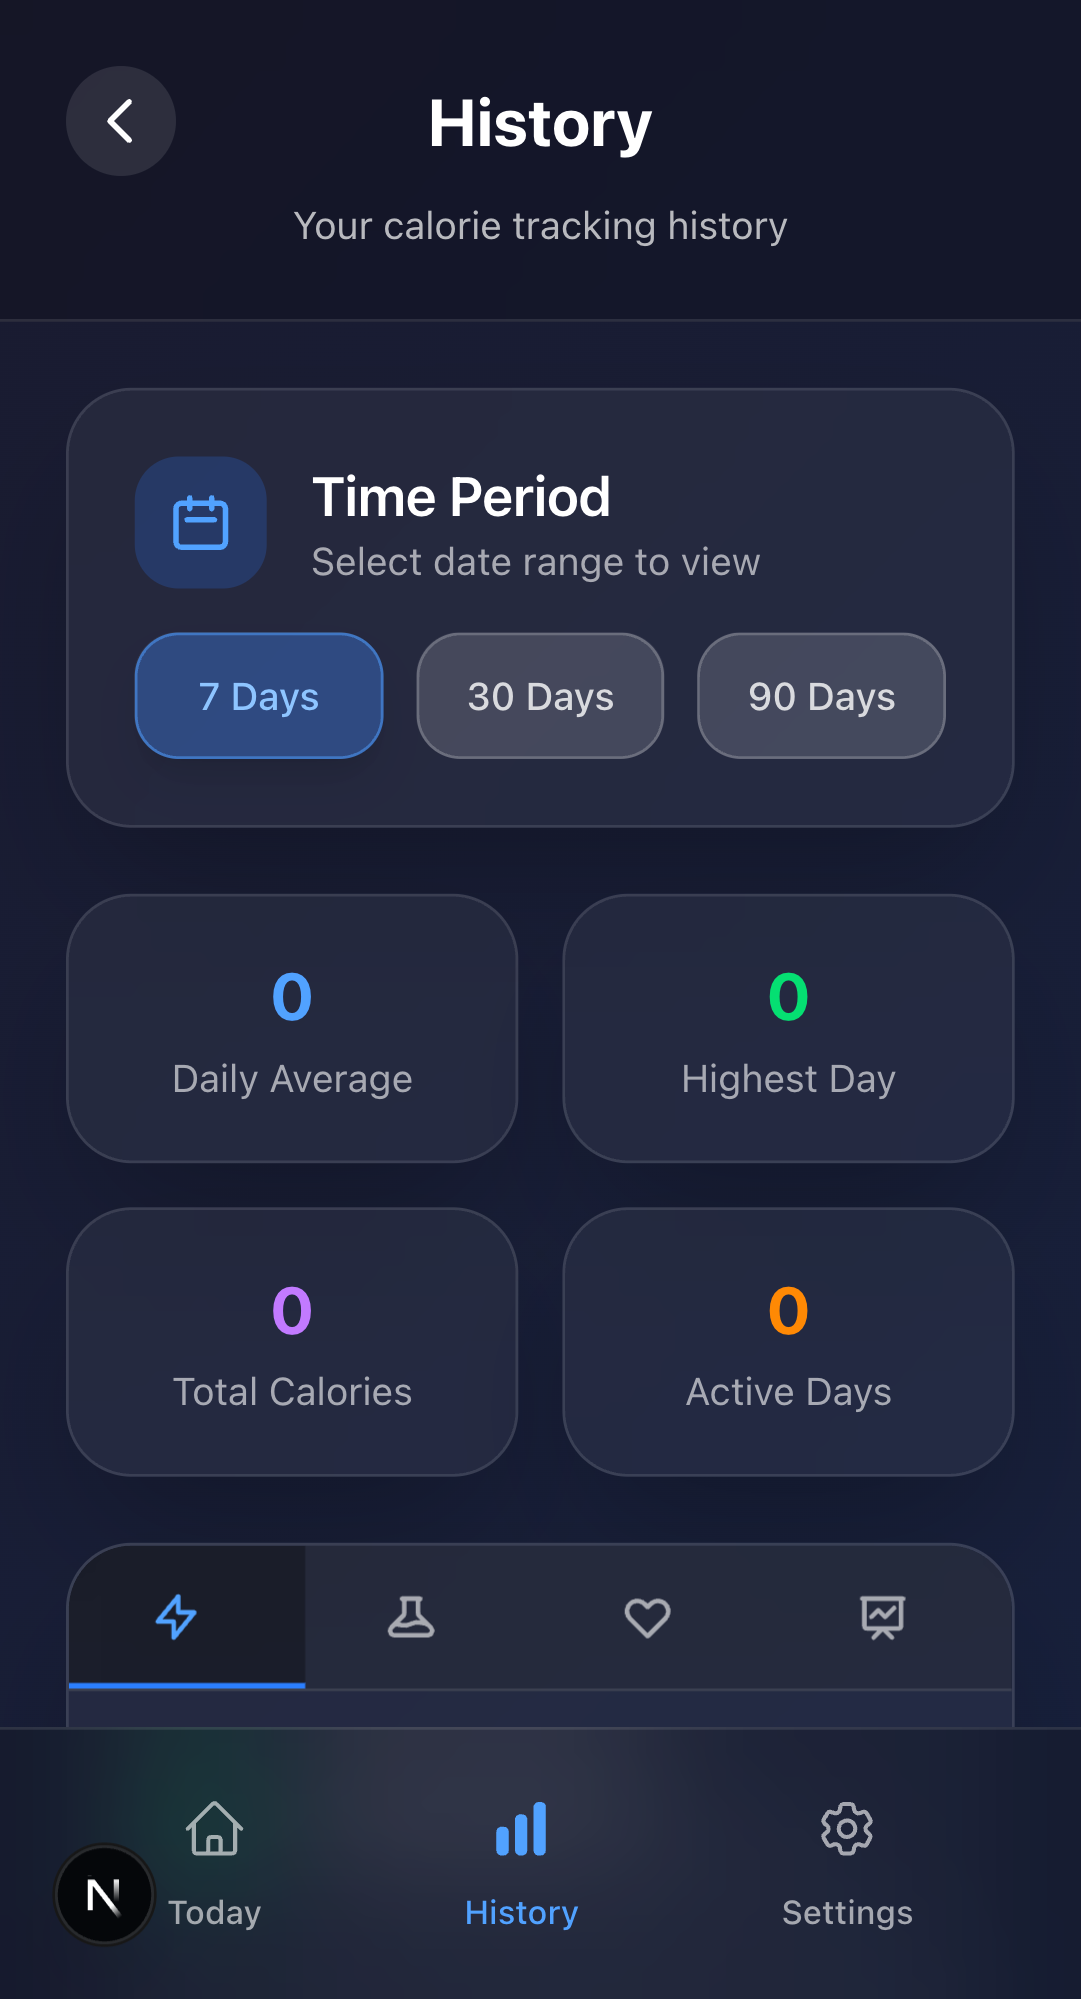 History
Your calorie tracking history
Time Period
Select date range to view
7 Days
30 Days
90 Days
0
Daily Average
0
Highest Day
0
Total Calories
0
Active Days
N
Today
History
Settings